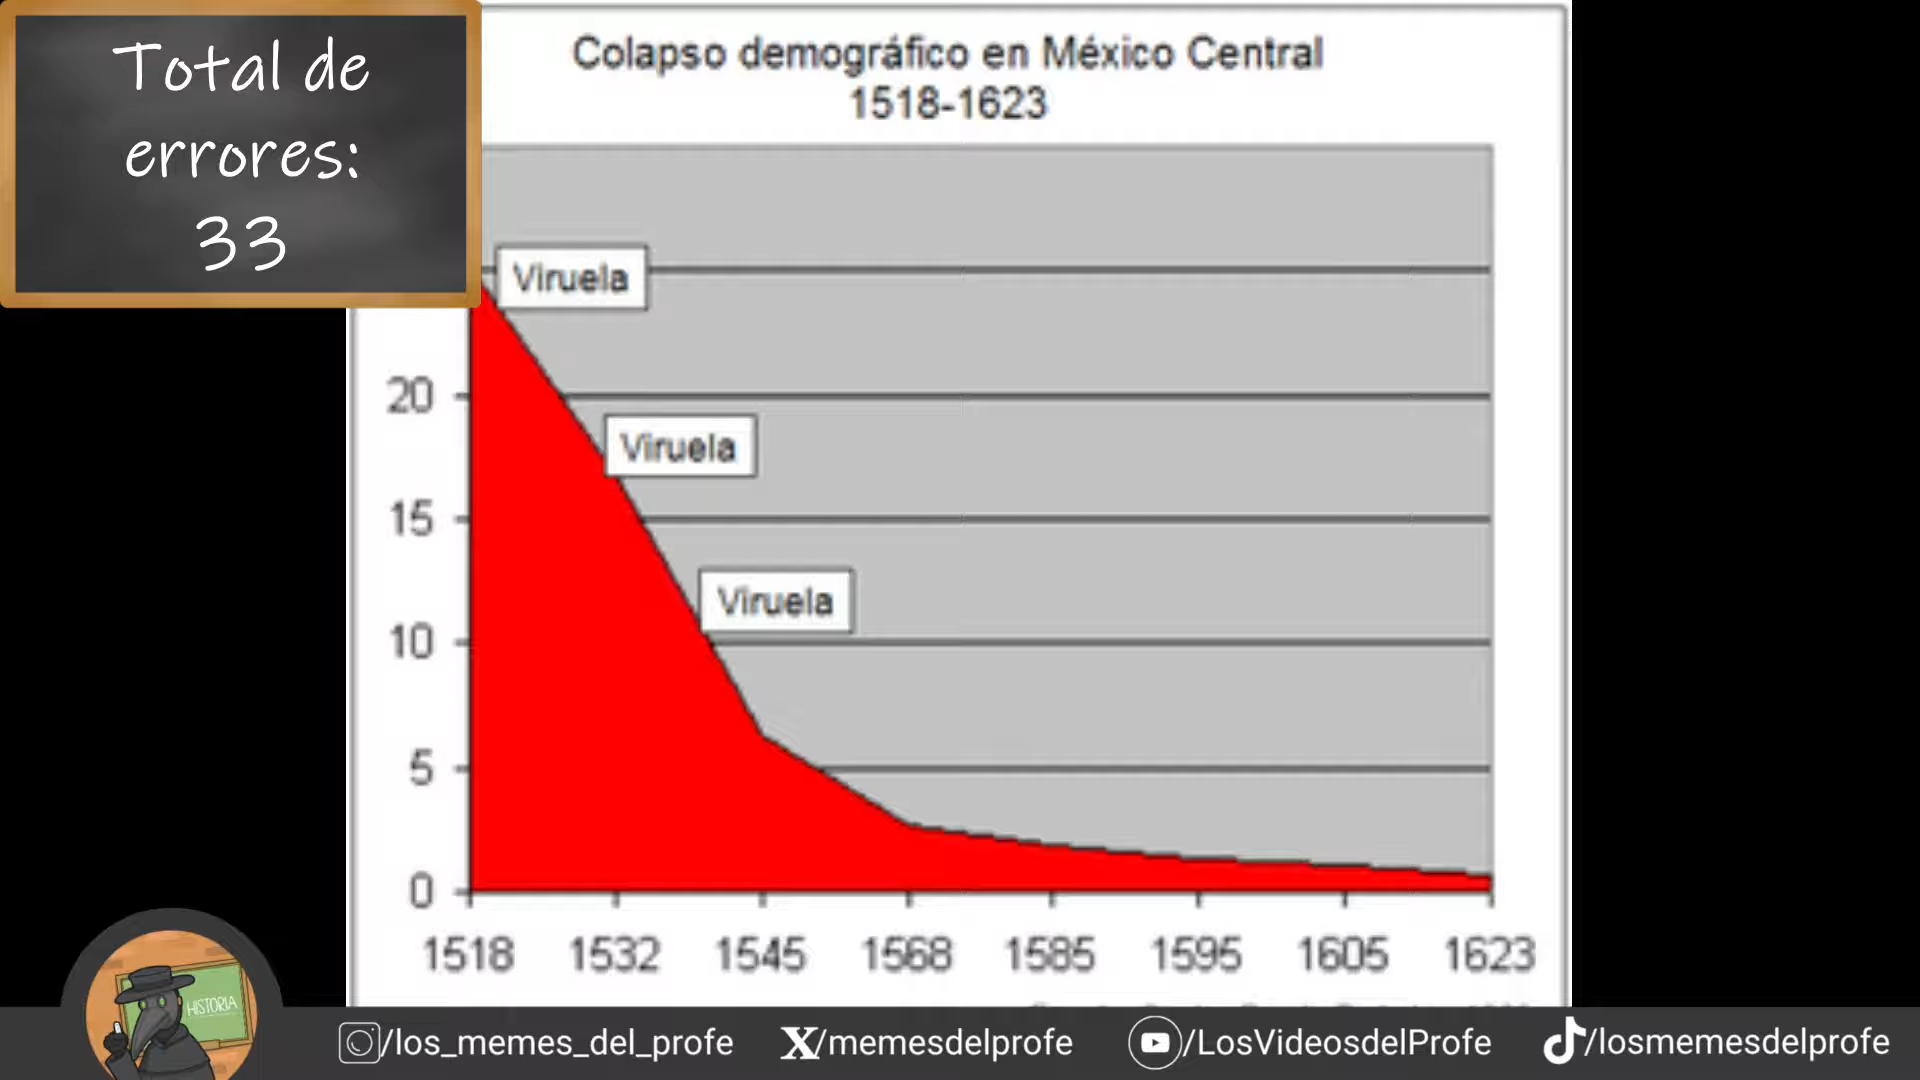 Total de
errores:
33
Colapso demográfico en México Central
1518-1623
Viruela
Viruela
Viruela
20
15
10
5
0
1518 1532 1545 1568 1585 1595 1605 1623
HISTORIA
/los_memes_del_profe X/memesdelprofe /LosVideosdelProfe /losmemesdelprofe